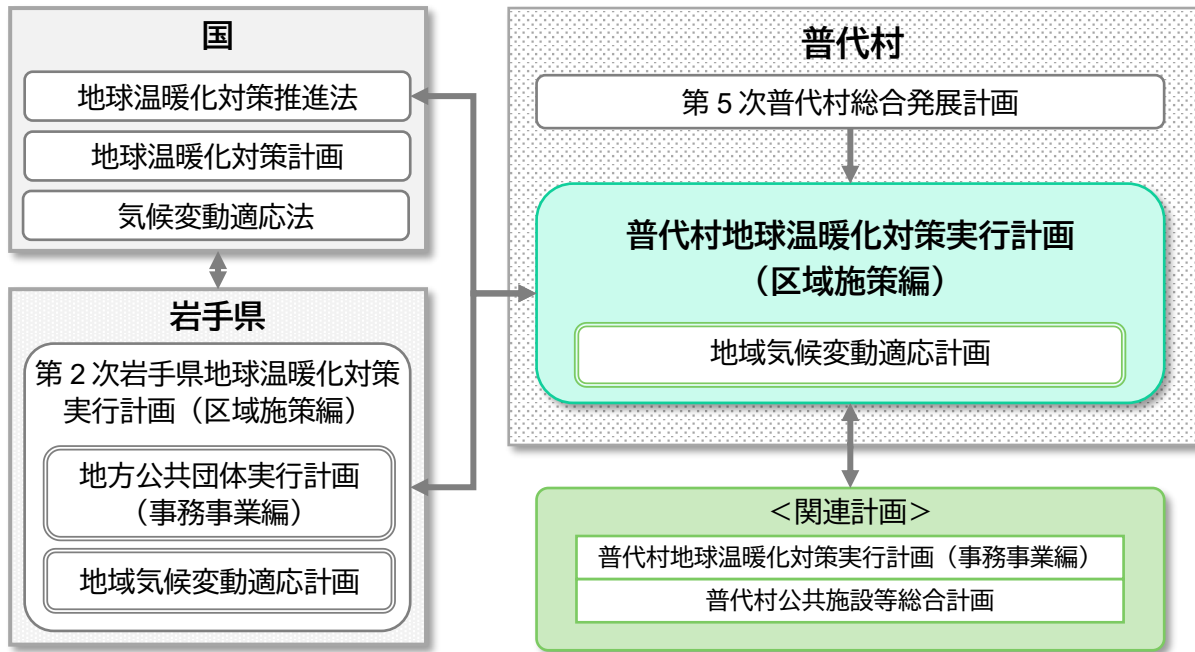 国
地球温暖化対策推進法
地球温暖化対策計画
気候変動適応法
岩手県
第2次岩手県地球温暖化対策
実行計画（区域施策編）
地方公共団体実行計画
（事務事業編）
地域気候変動適応計画
普代村
第5次普代村総合発展計画
普代村地球温暖化対策実行計画
（区域施策編）
地域気候変動適応計画
＜関連計画＞
普代村地球温暖化対策実行計画（事務事業編）
普代村公共施設等総合計画